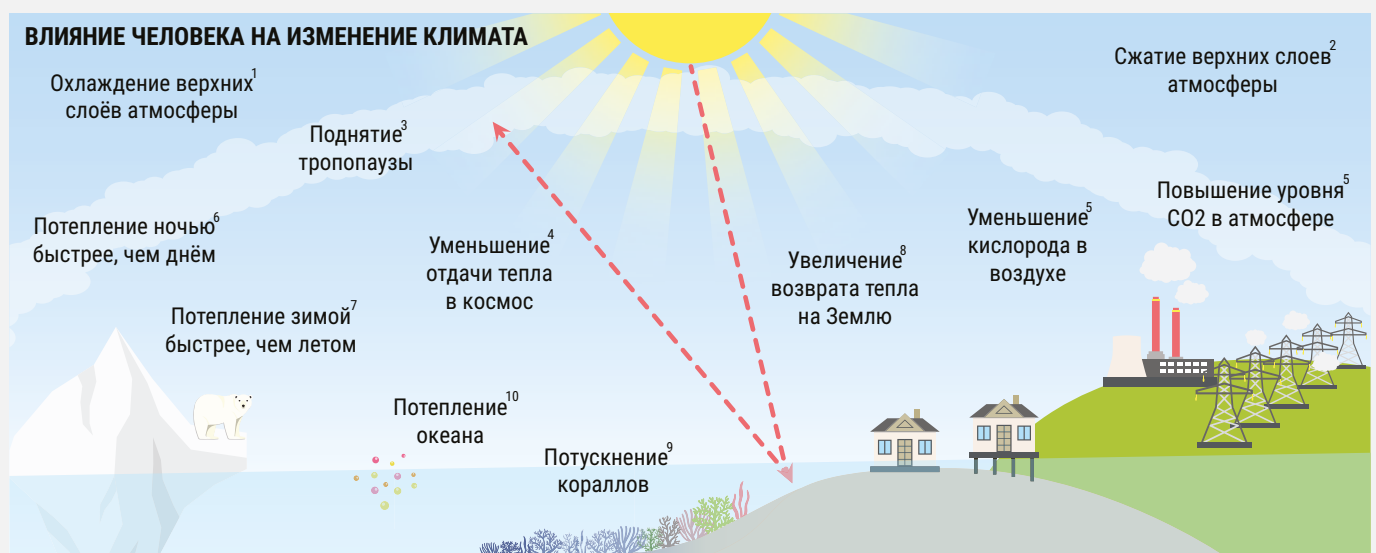 ВЛИЯНИЕ ЧЕЛОВЕКА НА ИЗМЕНЕНИЕ КЛИМАТА
Охлаждение верхних1
слоёв атмосферы
Сжатие верхних слоев2
атмосферы
Поднятие3
тропопаузы
Потепление ночью6
быстрее, чем днём
Уменьшение4
отдачи тепла
в космос
Увеличение8
возврата тепла
на Землю
Уменьшение5
кислорода в
воздухе
Повышение уровня5
CO2 в атмосфере
Потепление зимой7
быстрее, чем летом
Потепление10
океана
Потускнение9
кораллов